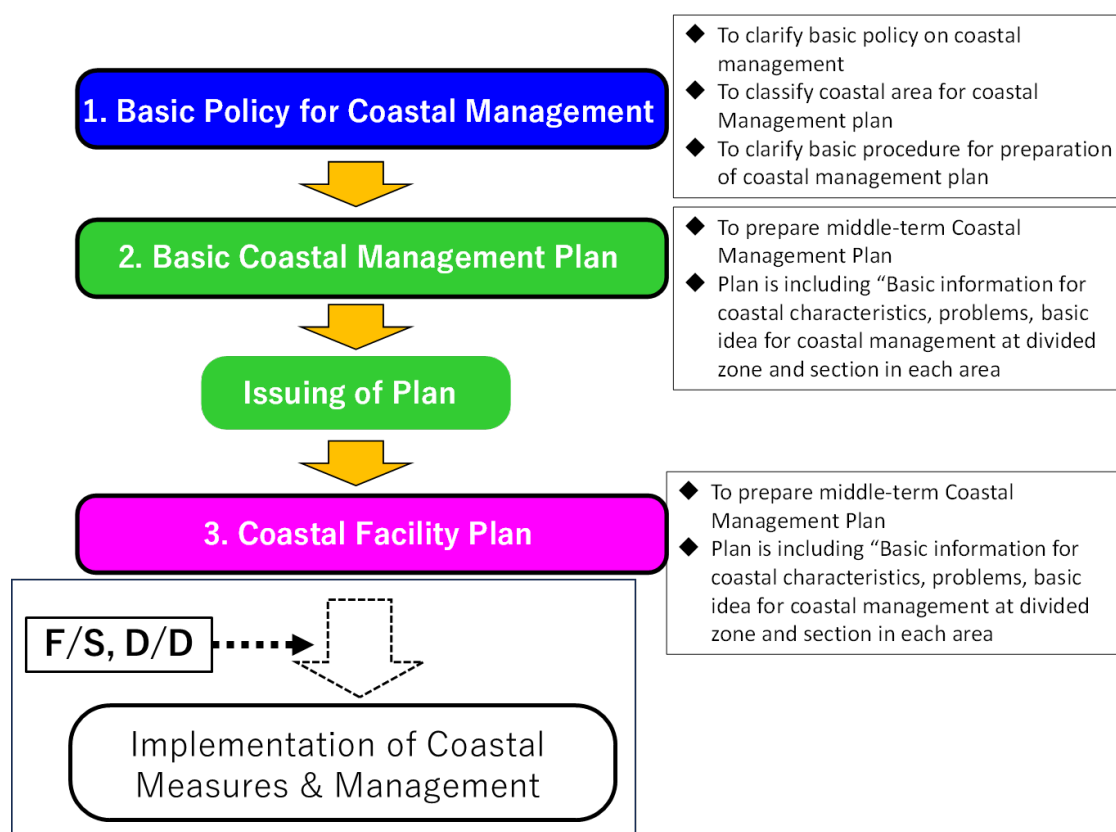 1. Basic Policy for Coastal Management
◆ To clarify basic policy on coastal
management
◆ To classify coastal area for coastal
Management plan
◆ To clarify basic procedure for preparation
of coastal management plan
2. Basic Coastal Management Plan
◆ To prepare middle-term Coastal
Management Plan
◆ Plan is including “Basic information for
coastal characteristics, problems, basic
idea for coastal management at divided
zone and section in each area
Issuing of Plan
3. Coastal Facility Plan
◆ To prepare middle-term Coastal
Management Plan
◆ Plan is including “Basic information for
coastal characteristics, problems, basic
idea for coastal management at divided
zone and section in each area
F/S, D/D
Implementation of Coastal
Measures & Management